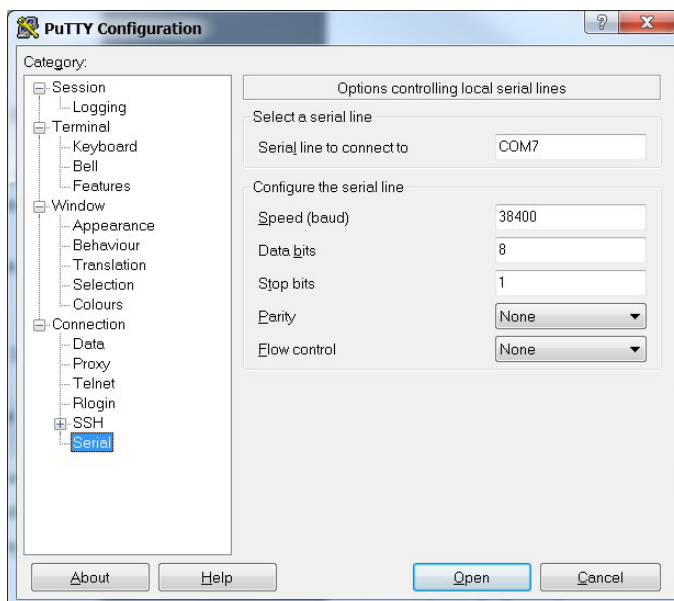 PuTTY Configuration
Category:
Session
Logging
Terminal
Keyboard
Bell
Features
Window
Appearance
Behaviour
Translation
Selection
Colours
Connection
Data
Proxy
Telnet
Rlogin
SSH
Serial
Options controlling local serial lines
Select a serial line
Serial line to connect to COM7
Configure the serial line
Speed (baud) 38400
Data bits 8
Stop bits 1
Parity None
Flow control None
About Help Open Cancel